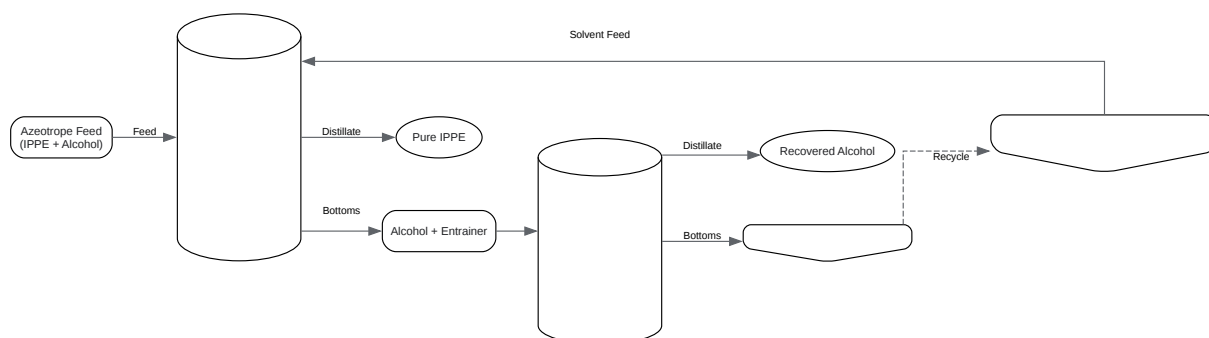 Solvent Feed
Azeotrope Feed
(IPPE + Alcohol)
Feed
Distillate
Pure IPPE
Distillate
Recovered Alcohol
Recycle
Bottoms
Alcohol + Entrainer
Bottoms